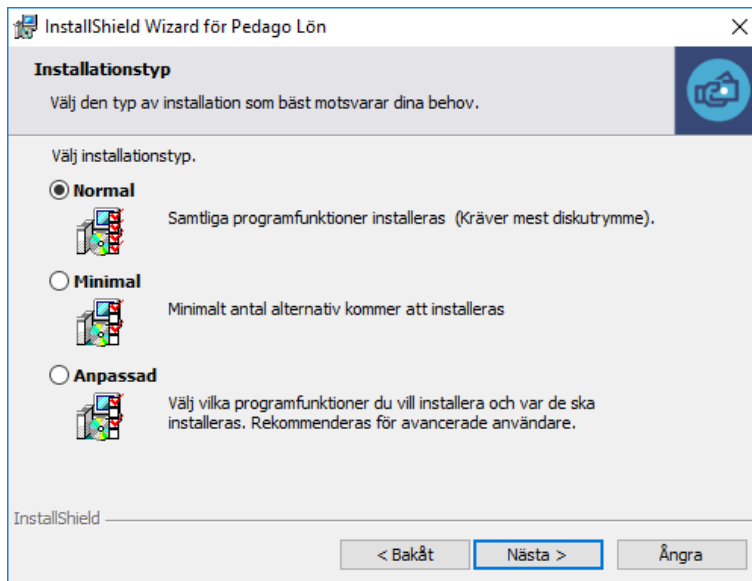 InstallShield Wizard för Pedago Lön
Installationstyp
Välj den typ av installation som bäst motsvarar dina behov.
Välj installationstyp.
Normal
Samtliga programfunktioner installeras  (Kräver mest diskutrymme).
Minimal
Minimalt antal alternativ kommer att installeras
Anpassad
Välj vilka programfunktioner du vill installera och var de ska
installeras. Rekommenderas för avancerade användare.
InstallShield
< Bakåt
Nästa >
Ångra